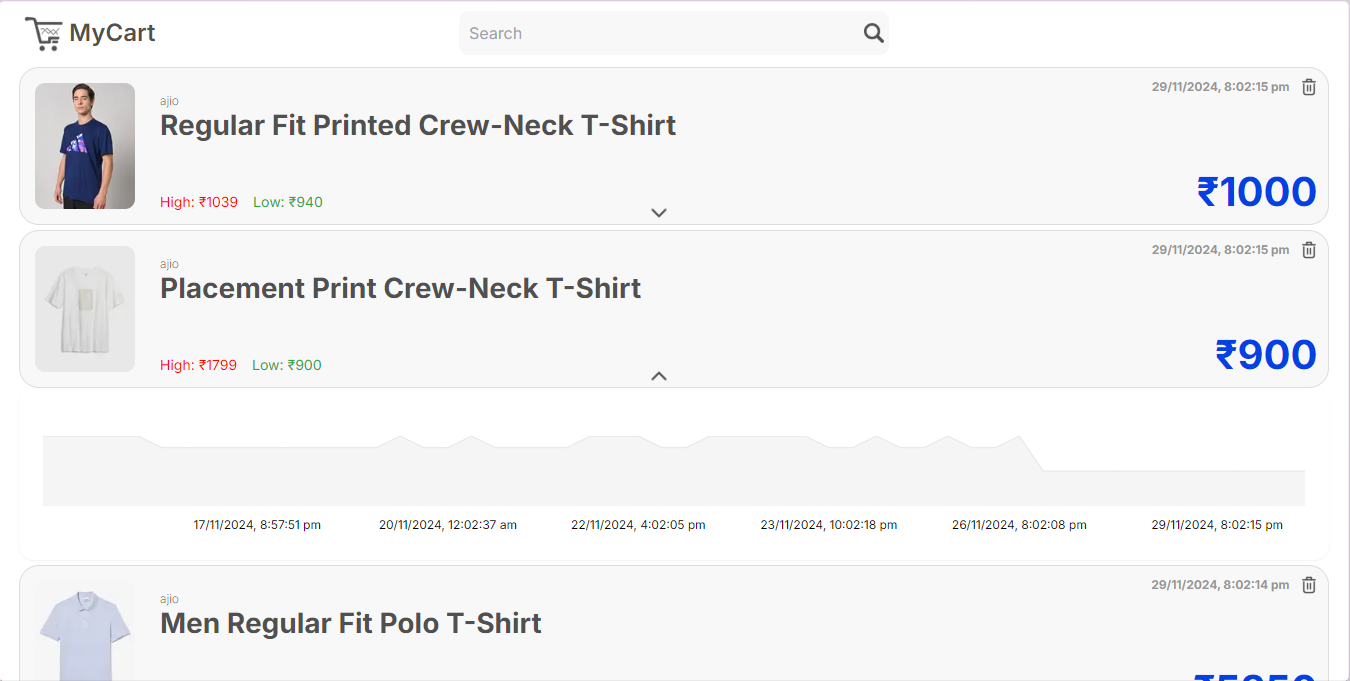 MyCart
Search
29/11/2024, 8:02:15 pm
ajio
Regular Fit Printed Crew-Neck T-Shirt
High: ₹1039 Low: ₹940
₹1000
29/11/2024, 8:02:15 pm
ajio
Placement Print Crew-Neck T-Shirt
High: ₹1799 Low: ₹900
₹900
17/11/2024, 8:57:51 pm 20/11/2024, 12:02:37 am 22/11/2024, 4:02:05 pm 23/11/2024, 10:02:18 pm 26/11/2024, 8:02:08 pm 29/11/2024, 8:02:15 pm
29/11/2024, 8:02:14 pm
ajio
Men Regular Fit Polo T-Shirt